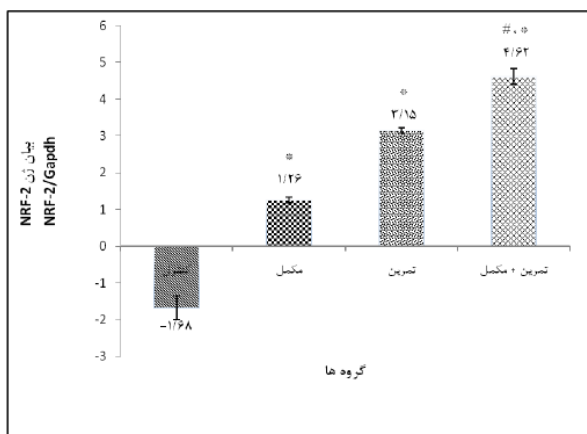 6
5
4
3
2
1
0
-1
-2
-3
بیان ژن NRF-2
NRF-2/Gapdh
-۱/۶۸
*
۱/۲۶
مکمل
*
۳/۱۵
تمرین
#، *
۴/۶۲
تمرین + مکمل
گروه ها